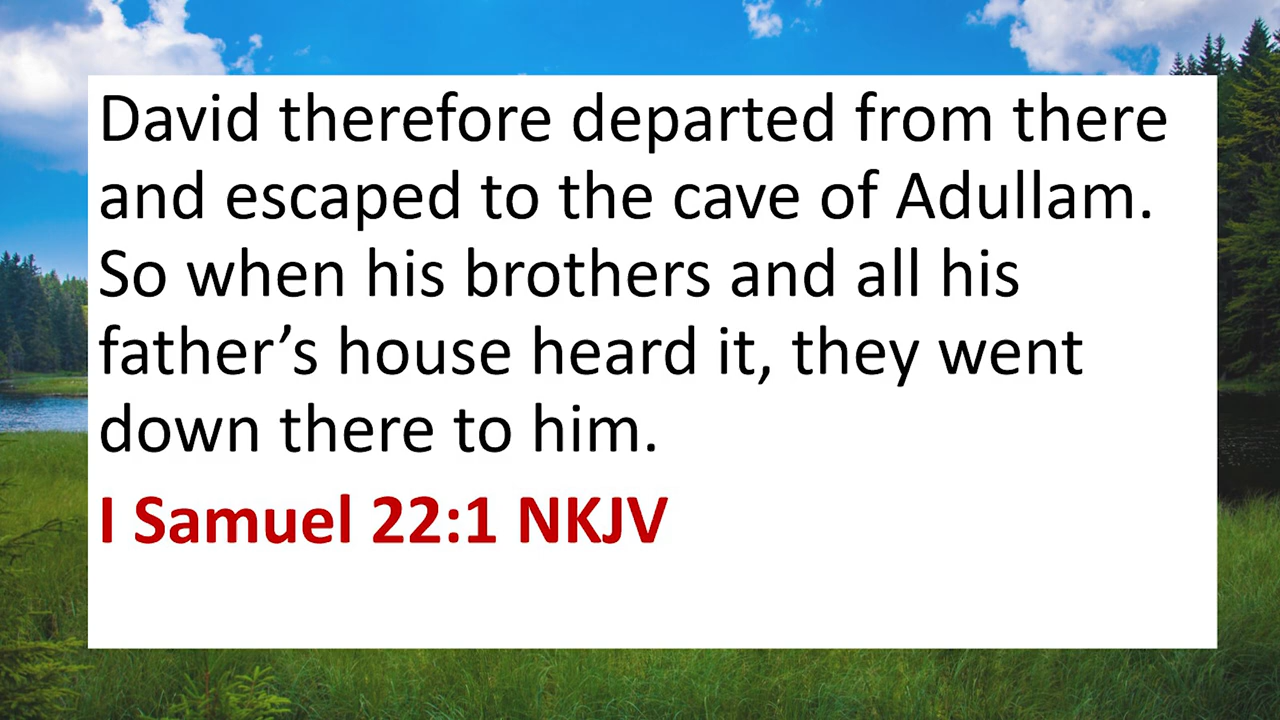 David therefore departed from there
and escaped to the cave of Adullam.
So when his brothers and all his
father’s house heard it, they went
down there to him.
I Samuel 22:1 NKJV